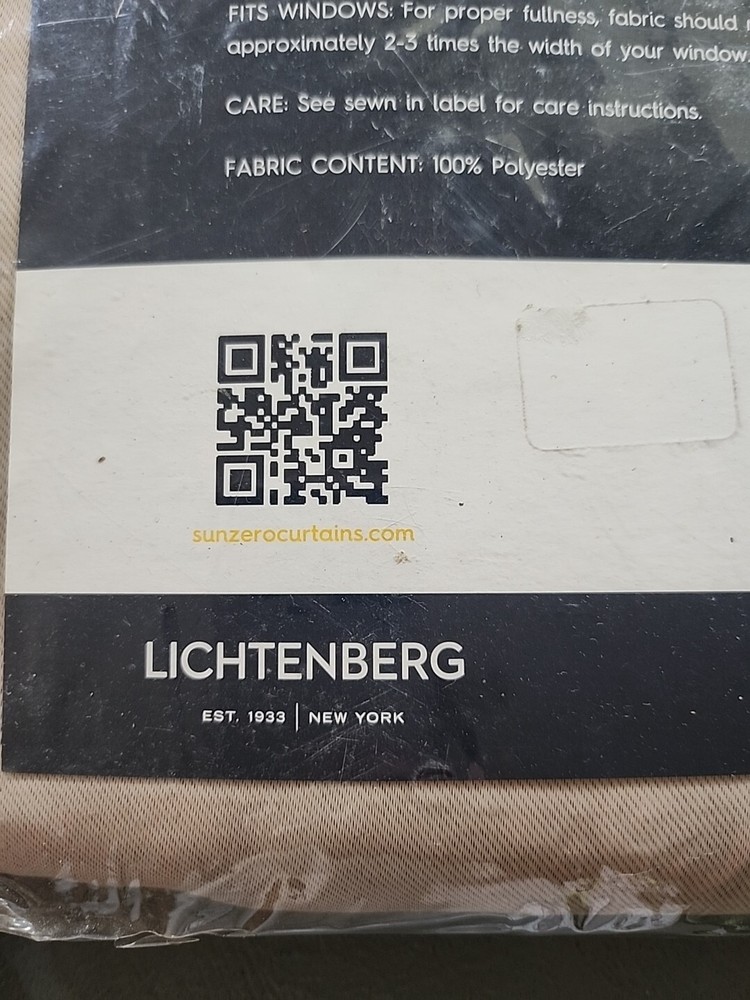 FITS WINDOWS: For proper fullness, fabric should
approximately 2-3 times the width of your window.
CARE: See sewn in label for care instructions.
FABRIC CONTENT: 100% Polyester
sunzerocurtains.com
LICHTENBERG
EST. 1933 | NEW YORK